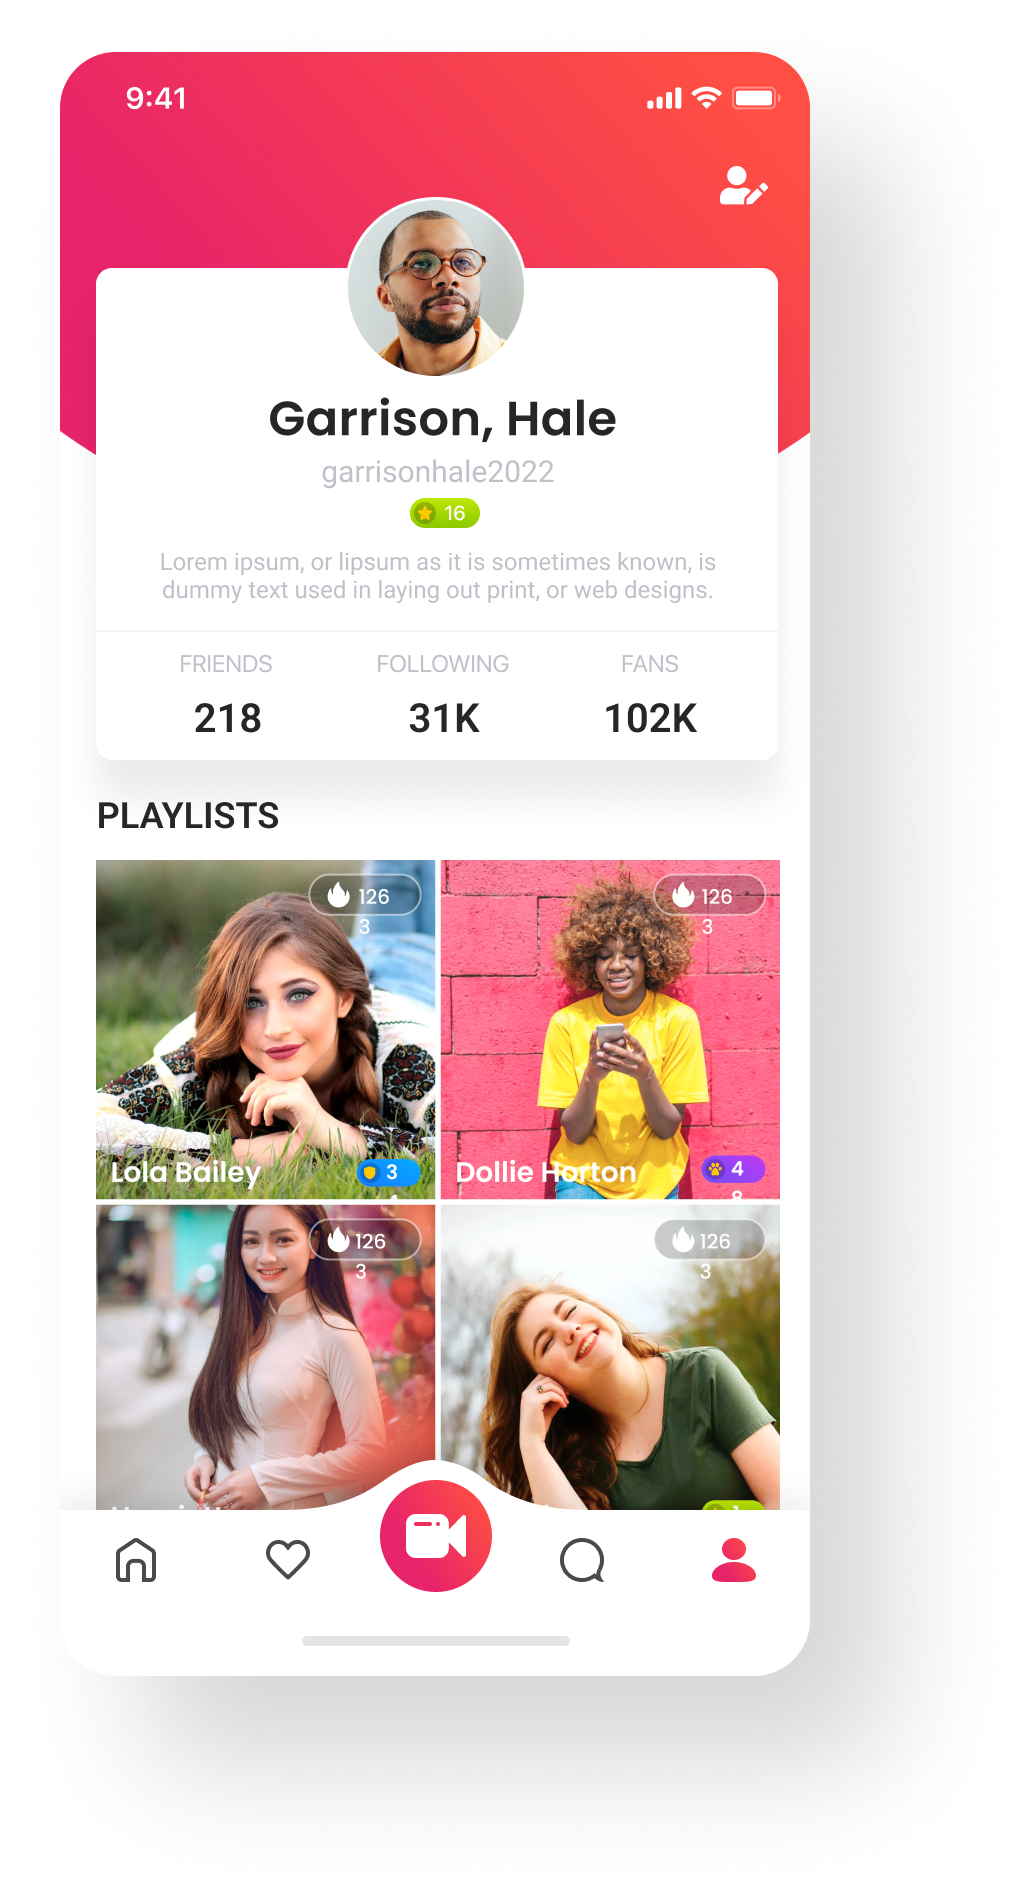 9:41
Garrison, Hale
garrisonhale2022
16
Lorem ipsum, or lipsum as it is sometimes known, is
dummy text used in laying out print, or web designs.
FRIENDS FOLLOWING FANS
218 31K 102K
PLAYLISTS
126
3
126
3
Lola Bailey
3
Dollie Horton
4
126
3
126
3